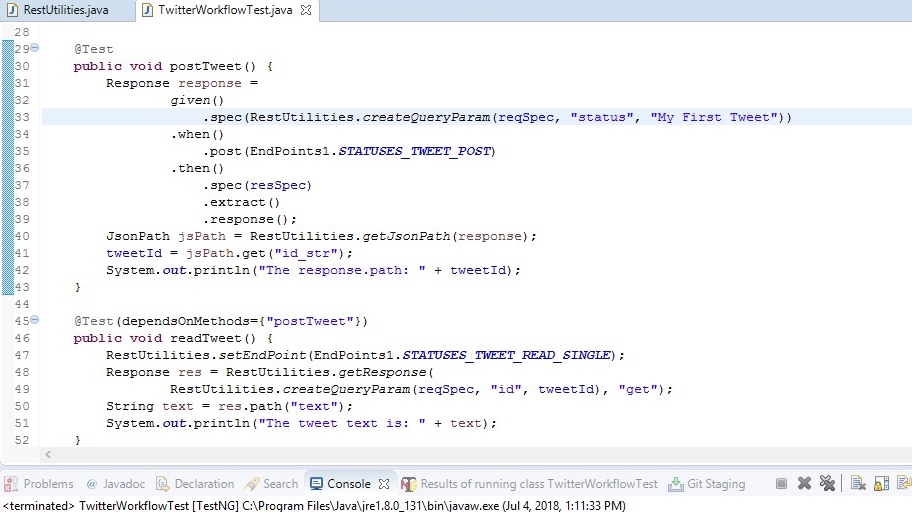 RestUtilities.java TwitterWorkflowTest.java
28
29 @Test
30 public void postTweet() {
31 Response response =
32 given()
33 .spec(RestUtilities.createQueryParam(reqSpec, "status", "My First Tweet"))
34 .when()
35 .post(EndPoints1.STATUSES_TWEET_POST)
36 .then()
37 .spec(resSpec)
38 .extract()
39 .response();
40 JsonPath jsPath = RestUtilities.getJsonPath(response);
41 tweetId = jsPath.get("id_str");
42 System.out.println("The response.path: " + tweetId);
43 }
44
45 @Test(dependsOnMethods={"postTweet"})
46 public void readTweet() {
47 RestUtilities.setEndPoint(EndPoints1.STATUSES_TWEET_READ_SINGLE);
48 Response res = RestUtilities.getResponse(
49 RestUtilities.createQueryParam(reqSpec, "id", tweetId), "get");
50 String text = res.path("text");
51 System.out.println("The tweet text is: " + text);
52 }
Problems @ Javadoc Declaration Search Console Results of running class TwitterWorkflowTest Git Staging
<terminated> TwitterWorkflowTest [TestNG] C:\Program Files\Java\jre1.8.0_131\bin\javaw.exe (Jul 4, 2018, 1:11:33 PM)